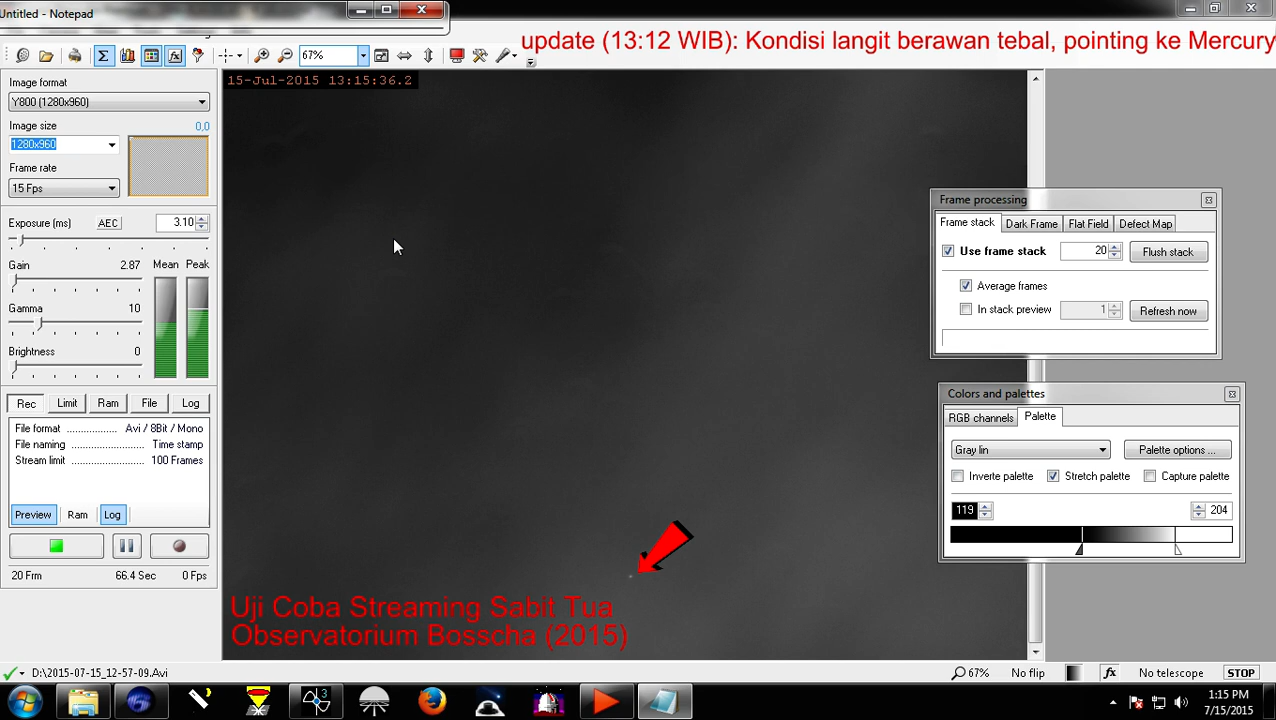 Untitled - Notepad
67%
update (13:12 WIB): Kondisi langit berawan tebal, pointing ke Mercury
Image format
Y800 (1280x960)
Image size 0,0
1280x960
Frame rate
15 Fps
Exposure (ms) AEC 3.10
Gain 2.87 Mean Peak
Gamma 10
Brightness 0
Rec Limit Ram File Log
File format Avi / 8Bit / Mono
File naming Time stamp
Stream limit 100 Frames
Preview Ram Log
20 Frm 66.4 Sec 0 Fps
15-Jul-2015 13:15:36.2
Uji Coba Streaming Sabit Tua
Observatorium Bosscha (2015)
Frame processing
Frame stack Dark Frame Flat Field Defect Map
Use frame stack 20 Flush stack
Average frames
In stack preview 1 Refresh now
Colors and palettes
RGB channels Palette
Gray lin Palette options ...
Inverte palette Stretch palette Capture palette
119 204
D:\2015-07-15_12-57-09.Avi 67% No flip fx No telescope STOP
1:15 PM
7/15/2015